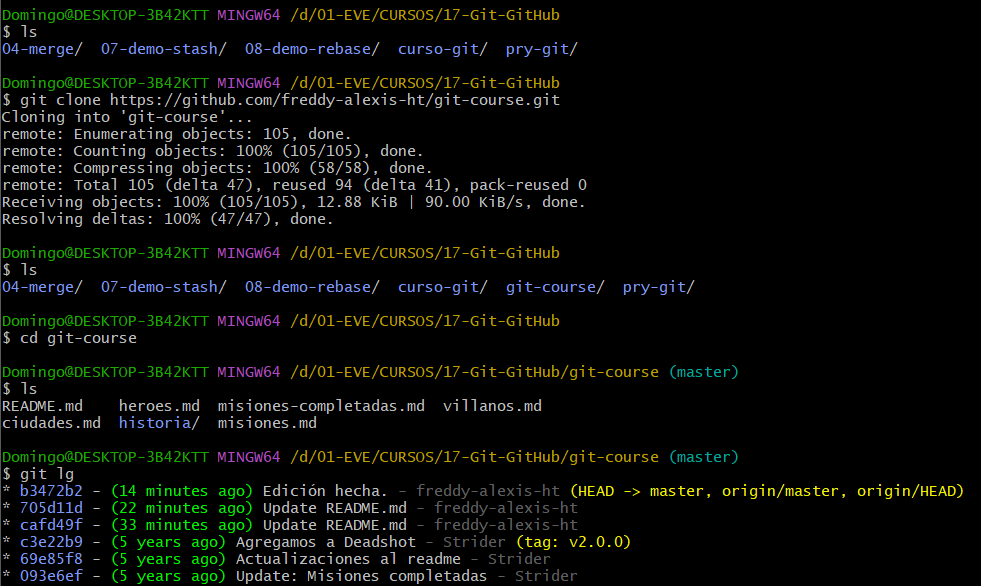 Domingo@DESKTOP-3B42KTT MINGW64 /d/01-EVE/CURSOS/17-Git-GitHub
$ ls
04-merge/  07-demo-stash/  08-demo-rebase/  curso-git/  pry-git/

Domingo@DESKTOP-3B42KTT MINGW64 /d/01-EVE/CURSOS/17-Git-GitHub
$ git clone https://github.com/freddy-alexis-ht/git-course.git
Cloning into 'git-course'...
remote: Enumerating objects: 105, done.
remote: Counting objects: 100% (105/105), done.
remote: Compressing objects: 100% (58/58), done.
remote: Total 105 (delta 47), reused 94 (delta 41), pack-reused 0
Receiving objects: 100% (105/105), 12.88 KiB | 90.00 KiB/s, done.
Resolving deltas: 100% (47/47), done.

Domingo@DESKTOP-3B42KTT MINGW64 /d/01-EVE/CURSOS/17-Git-GitHub
$ ls
04-merge/  07-demo-stash/  08-demo-rebase/  curso-git/  git-course/  pry-git/

Domingo@DESKTOP-3B42KTT MINGW64 /d/01-EVE/CURSOS/17-Git-GitHub
$ cd git-course

Domingo@DESKTOP-3B42KTT MINGW64 /d/01-EVE/CURSOS/17-Git-GitHub/git-course (master)
$ ls
README.md    heroes.md  misiones-completadas.md  villanos.md
ciudades.md  historia/  misiones.md

Domingo@DESKTOP-3B42KTT MINGW64 /d/01-EVE/CURSOS/17-Git-GitHub/git-course (master)
$ git lg
* b3472b2 - (14 minutes ago) Edición hecha. - freddy-alexis-ht (HEAD -> master, origin/master, origin/HEAD)
* 705d11d - (22 minutes ago) Update README.md - freddy-alexis-ht
* cafd49f - (33 minutes ago) Update README.md - freddy-alexis-ht
* c3e22b9 - (5 years ago) Agregamos a Deadshot - Strider (tag: v2.0.0)
* 69e85f8 - (5 years ago) Actualizaciones al readme - Strider
* 093e6ef - (5 years ago) Update: Misiones completadas - Strider